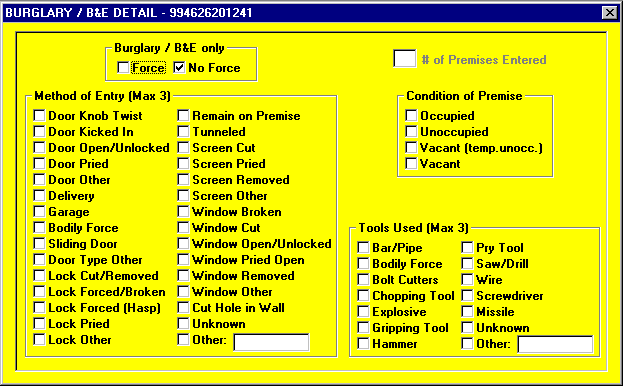 BURGLARY / B&E DETAIL - 994626201241
Burglary / B&E only
Force No Force
# of Premises Entered
Method of Entry (Max 3)
Door Knob Twist
Door Kicked In
Door Open/Unlocked
Door Pried
Door Other
Delivery
Garage
Bodily Force
Sliding Door
Door Type Other
Lock Cut/Removed
Lock Forced/Broken
Lock Forced (Hasp)
Lock Pried
Lock Other
Remain on Premise
Tunneled
Screen Cut
Screen Pried
Screen Removed
Screen Other
Window Broken
Window Cut
Window Open/Unlocked
Window Pried Open
Window Removed
Window Other
Cut Hole in Wall
Unknown
Other:
Condition of Premise
Occupied
Unoccupied
Vacant (temp.unocc.)
Vacant
Tools Used (Max 3)
Bar/Pipe
Bodily Force
Bolt Cutters
Chopping Tool
Explosive
Gripping Tool
Hammer
Pry Tool
Saw/Drill
Wire
Screwdriver
Missile
Unknown
Other: